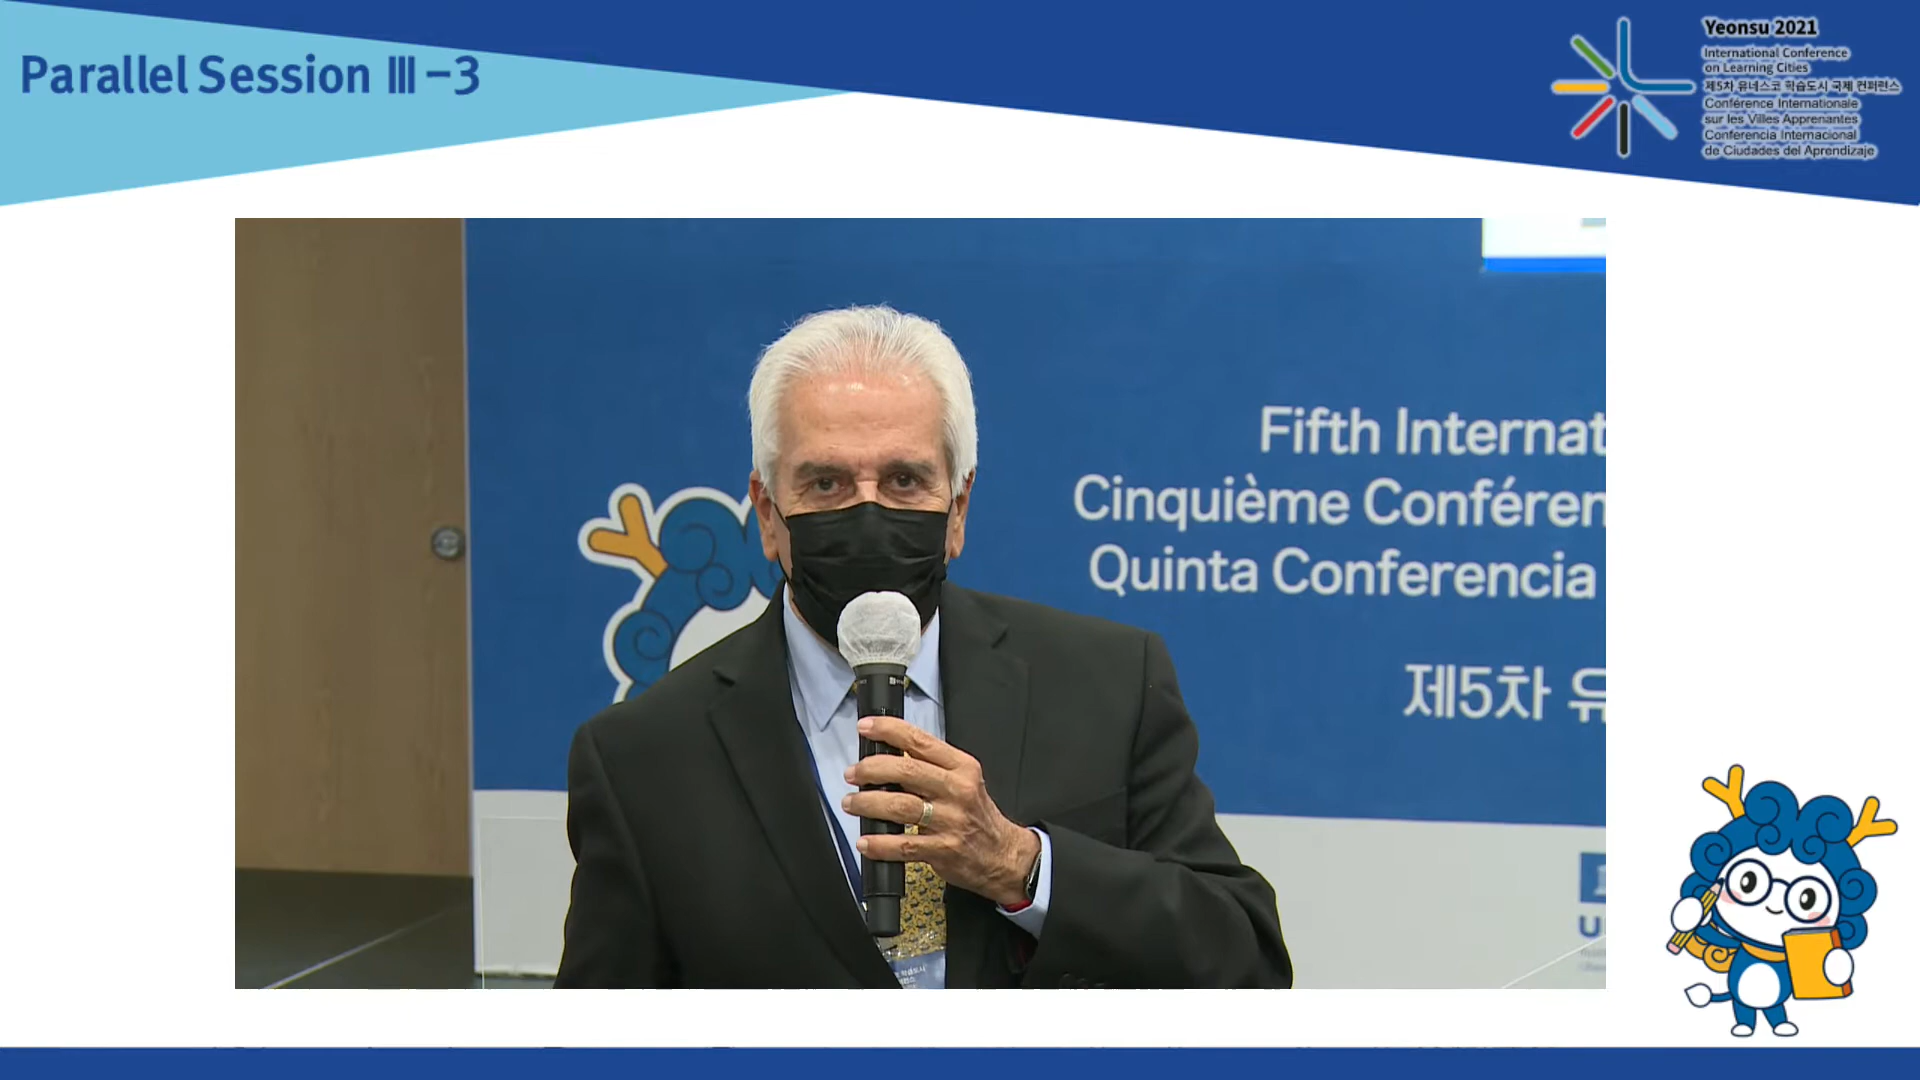 Parallel Session Ⅲ-3
Yeonsu 2021
International Conference
on Learning Cities
제5차 유네스코 학습도시 국제 컨퍼런스
Conférence Internationale
sur les Villes Apprenantes
Conferencia Internacional
de Ciudades del Aprendizaje
Fifth Internat
Cinquième Conféren
Quinta Conferencia
제5차 유
U